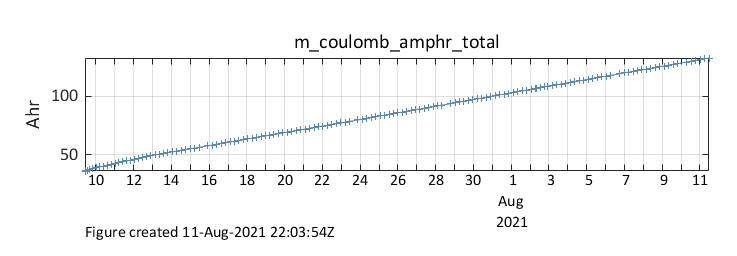 m_coulomb_amphr_total
Ahr
100
50
10 12 14 16 18 20 22 24 26 28 30 1 3 5 7 9 11
Aug
2021
Figure created 11-Aug-2021 22:03:54Z